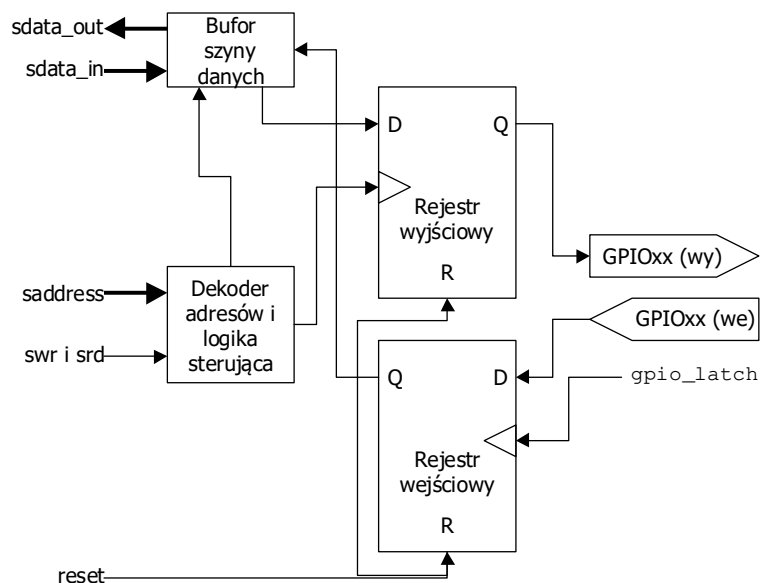 sdata_out
sdata_in
Bufor
szyny
danych
D
Q
Rejestr
wyjściowy
R
GPIOxx (wy)
saddress
swr i srd
Dekoder
adresów i
logika
sterująca
GPIOxx (we)
Q
D
gpio_latch
Rejestr
wejściowy
R
reset